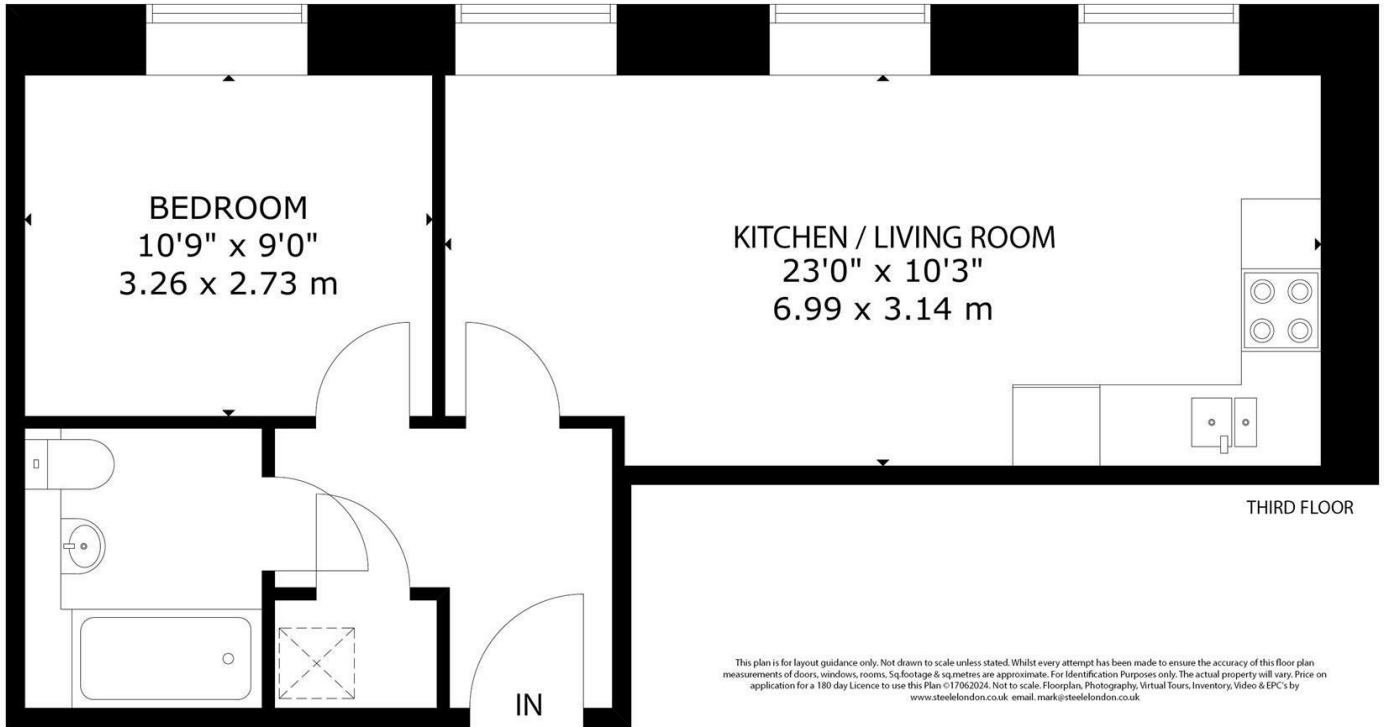 BEDROOM
10'9" x 9'0"
3.26 x 2.73 m
KITCHEN / LIVING ROOM
23'0" x 10'3"
6.99 x 3.14 m
THIRD FLOOR
IN
This plan is for layout guidance only. Not drawn to scale unless stated. Whilst every attempt has been made to ensure the accuracy of this floor plan
measurements of doors, windows, rooms, Sq.footage & sq.metres are approximate. For Identification Purposes only. The actual property will vary. Price on
application for a 180 day Licence to use this Plan ©17062024. Not to scale. Floorplan, Photography, Virtual Tours, Inventory, Video & EPC's by
www.steelelondon.co.uk email. mark@steelelondon.co.uk